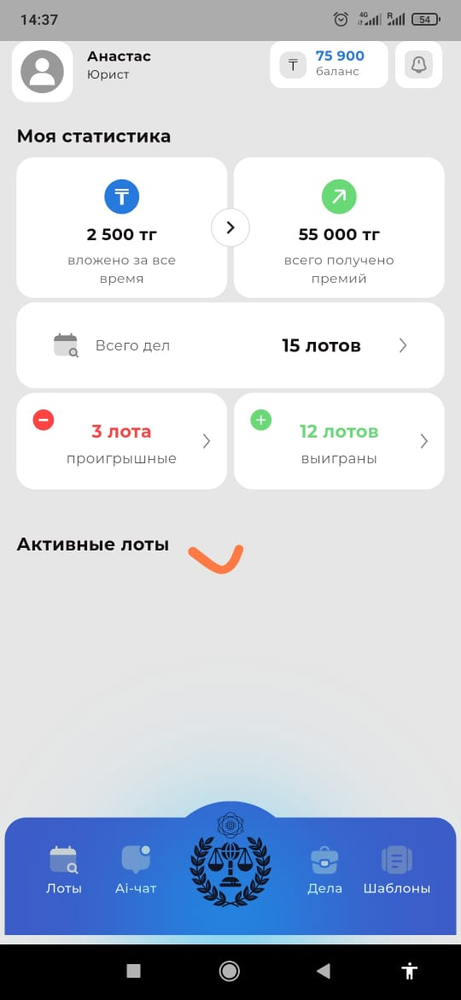 14:37
4G
R
54
Анастас
Юрист
₸
75 900
баланс
Моя статистика
₸
2 500 тг
вложено за все
время
55 000 тг
всего получено
премий
Всего дел
15 лотов
3 лота
проигрышные
12 лотов
выиграны
Активные лоты
Лоты
Ai-чат
Дела
Шаблоны